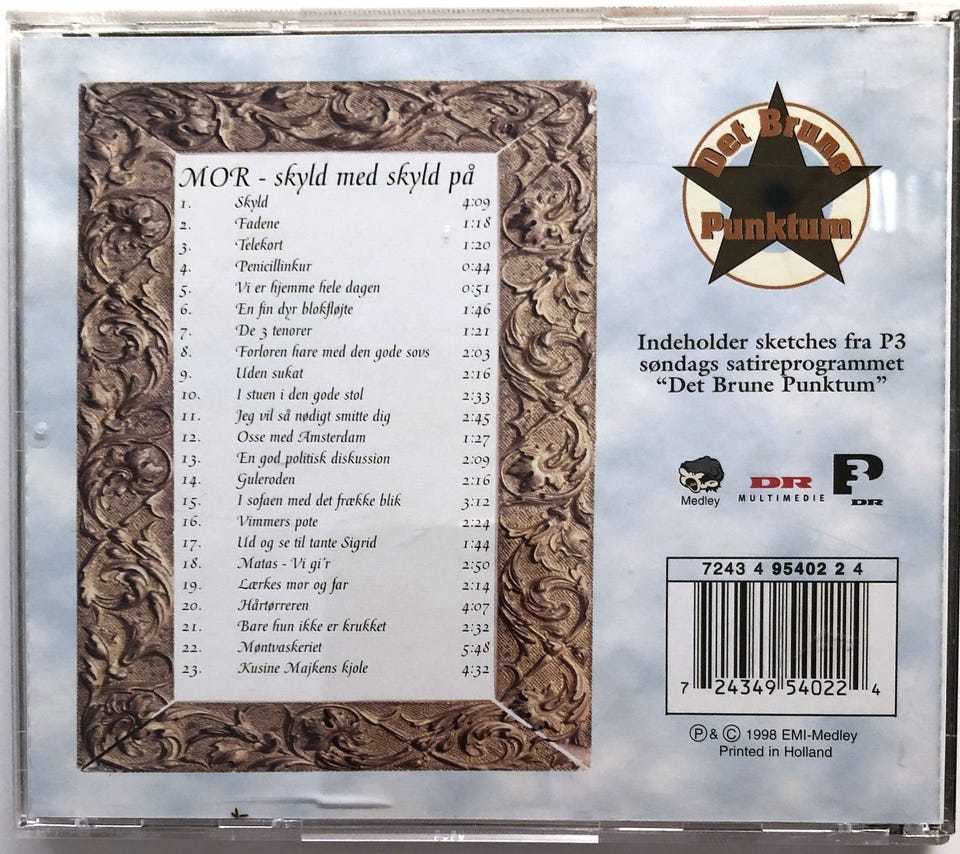 MOR - skyld med skyld på
1. Skyld 4:09
2. Fadene 1:18
3. Telekort 1:20
4. Penicillinkur 0:44
5. Vi er hjemme hele dagen 0:51
6. En fin dyr blokfløjte 1:46
7. De 3 tenorer 1:21
8. Forloren hare med den gode sovs 2:03
9. Uden sukat 2:16
10. I stuen i den gode stol 2:33
11. Jeg vil så nødigt smitte dig 2:45
12. Osse med Amsterdam 1:27
13. En god politisk diskussion 2:09
14. Guleroden 2:16
15. I sofaen med det frække blik 3:12
16. Vimmers pote 2:24
17. Ud og se til tante Sigrid 1:44
18. Matas - Vi gi'r 2:50
19. Lærkes mor og far 2:14
20. Hårtørreren 4:07
21. Bare hun ikke er krukket 2:32
22. Møntvaskeriet 5:48
23. Kusine Majkens kjole 4:32
Det Brune
Punktum
Indeholder sketches fra P3
søndags satireprogrammet
“Det Brune Punktum”
Medley
DR
MULTIMEDIE
P3
DR
7243 4 95402 2 4
7 24349 54022 4
Ⓟ & © 1998 EMI-Medley
Printed in Holland